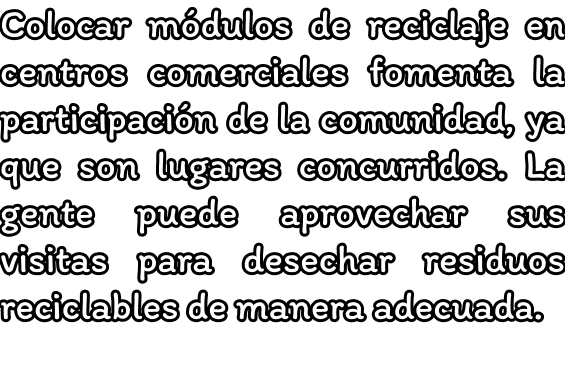 Colocar módulos de reciclaje en
centros comerciales fomenta la
participación de la comunidad, ya
que son lugares concurridos. La
gente puede aprovechar sus
visitas para desechar residuos
reciclables de manera adecuada.